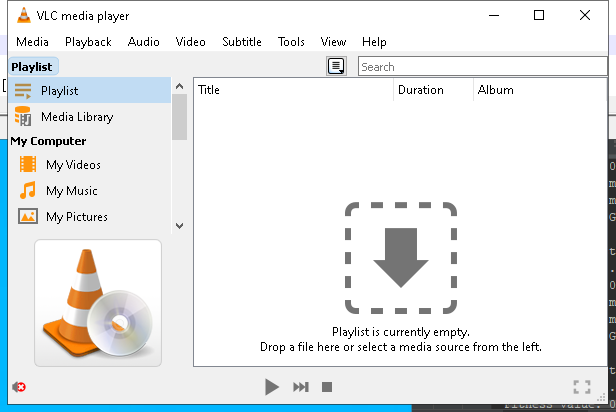 VLC media player
Media Playback Audio Video Subtitle Tools View Help
Playlist
Search
Playlist
Media Library
My Computer
My Videos
My Music
My Pictures
Title Duration Album
Playlist is currently empty.
Drop a file here or select a media source from the left.